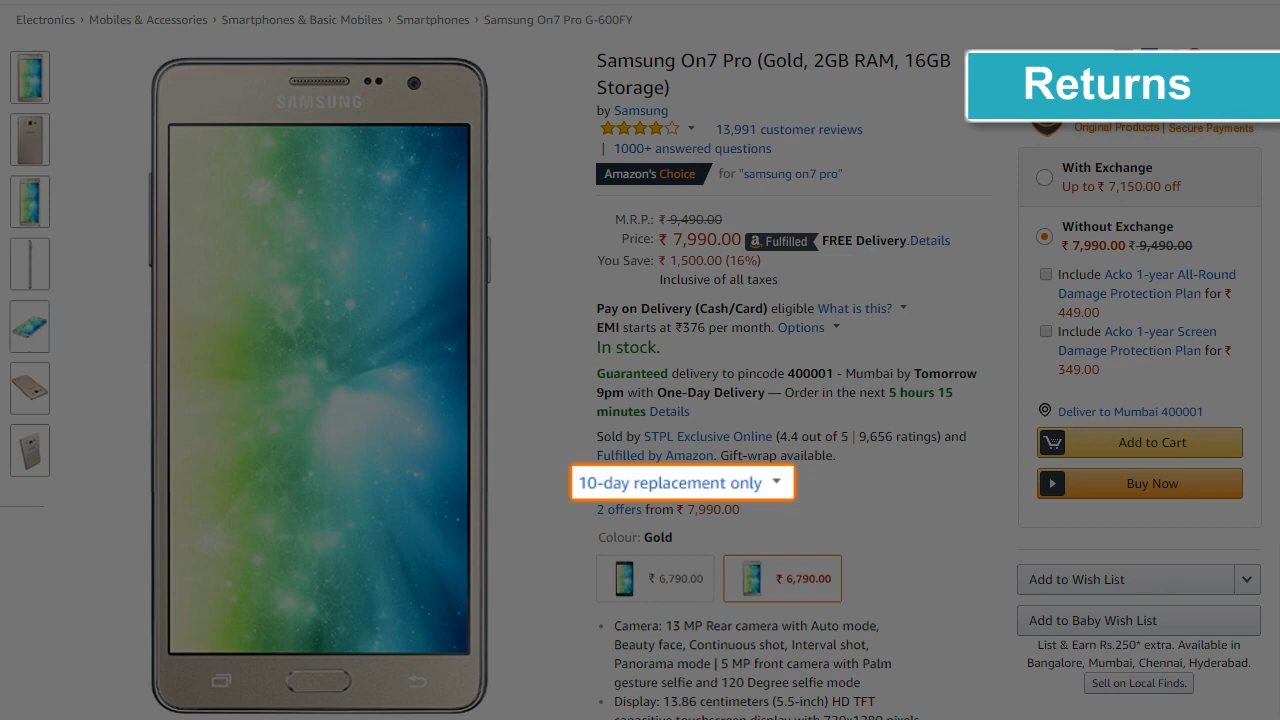 Electronics › Mobiles & Accessories › Smartphones & Basic Mobiles › Smartphones › Samsung On7 Pro G-600FY
SAMSUNG
Samsung On7 Pro (Gold, 2GB RAM, 16GB
Storage)
by Samsung
13,991 customer reviews
| 1000+ answered questions
Amazon's Choice for "samsung on7 pro"
M.R.P.: ₹ 9,490.00
Price: ₹ 7,990.00 a Fulfilled FREE Delivery.Details
You Save: ₹ 1,500.00 (16%)
Inclusive of all taxes
Pay on Delivery (Cash/Card) eligible What is this?
EMI starts at ₹376 per month. Options
In stock.
Guaranteed delivery to pincode 400001 - Mumbai by Tomorrow
9pm with One-Day Delivery — Order in the next 5 hours 15
minutes Details
Sold by STPL Exclusive Online (4.4 out of 5 | 9,656 ratings) and
Fulfilled by Amazon. Gift-wrap available.
10-day replacement only
2 offers from ₹ 7,990.00
Colour: Gold
₹ 6,790.00
₹ 6,790.00
• Camera: 13 MP Rear camera with Auto mode,
Beauty face, Continuous shot, Interval shot,
Panorama mode | 5 MP front camera with Palm
gesture selfie and 120 Degree selfie mode
• Display: 13.86 centimeters (5.5-inch) HD TFT
capacitive touchscreen display with 720x1280 pixels
Returns
Original Products | Secure Payments
With Exchange
Up to ₹ 7,150.00 off
Without Exchange
₹ 7,990.00 ₹ 9,490.00
Include Acko 1-year All-Round
Damage Protection Plan for ₹
449.00
Include Acko 1-year Screen
Damage Protection Plan for ₹
349.00
Deliver to Mumbai 400001
Add to Cart
Buy Now
Add to Wish List
Add to Baby Wish List
List & Earn Rs.250* extra. Available in
Bangalore, Mumbai, Chennai, Hyderabad.
Sell on Local Finds.